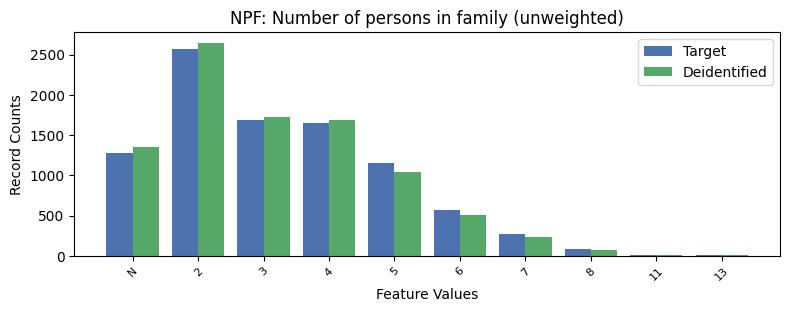 NPF: Number of persons in family (unweighted)
Target
Deidentified
Record Counts
2500
2000
1500
1000
500
0
N 2 3 4 5 6 7 8 11 13
Feature Values